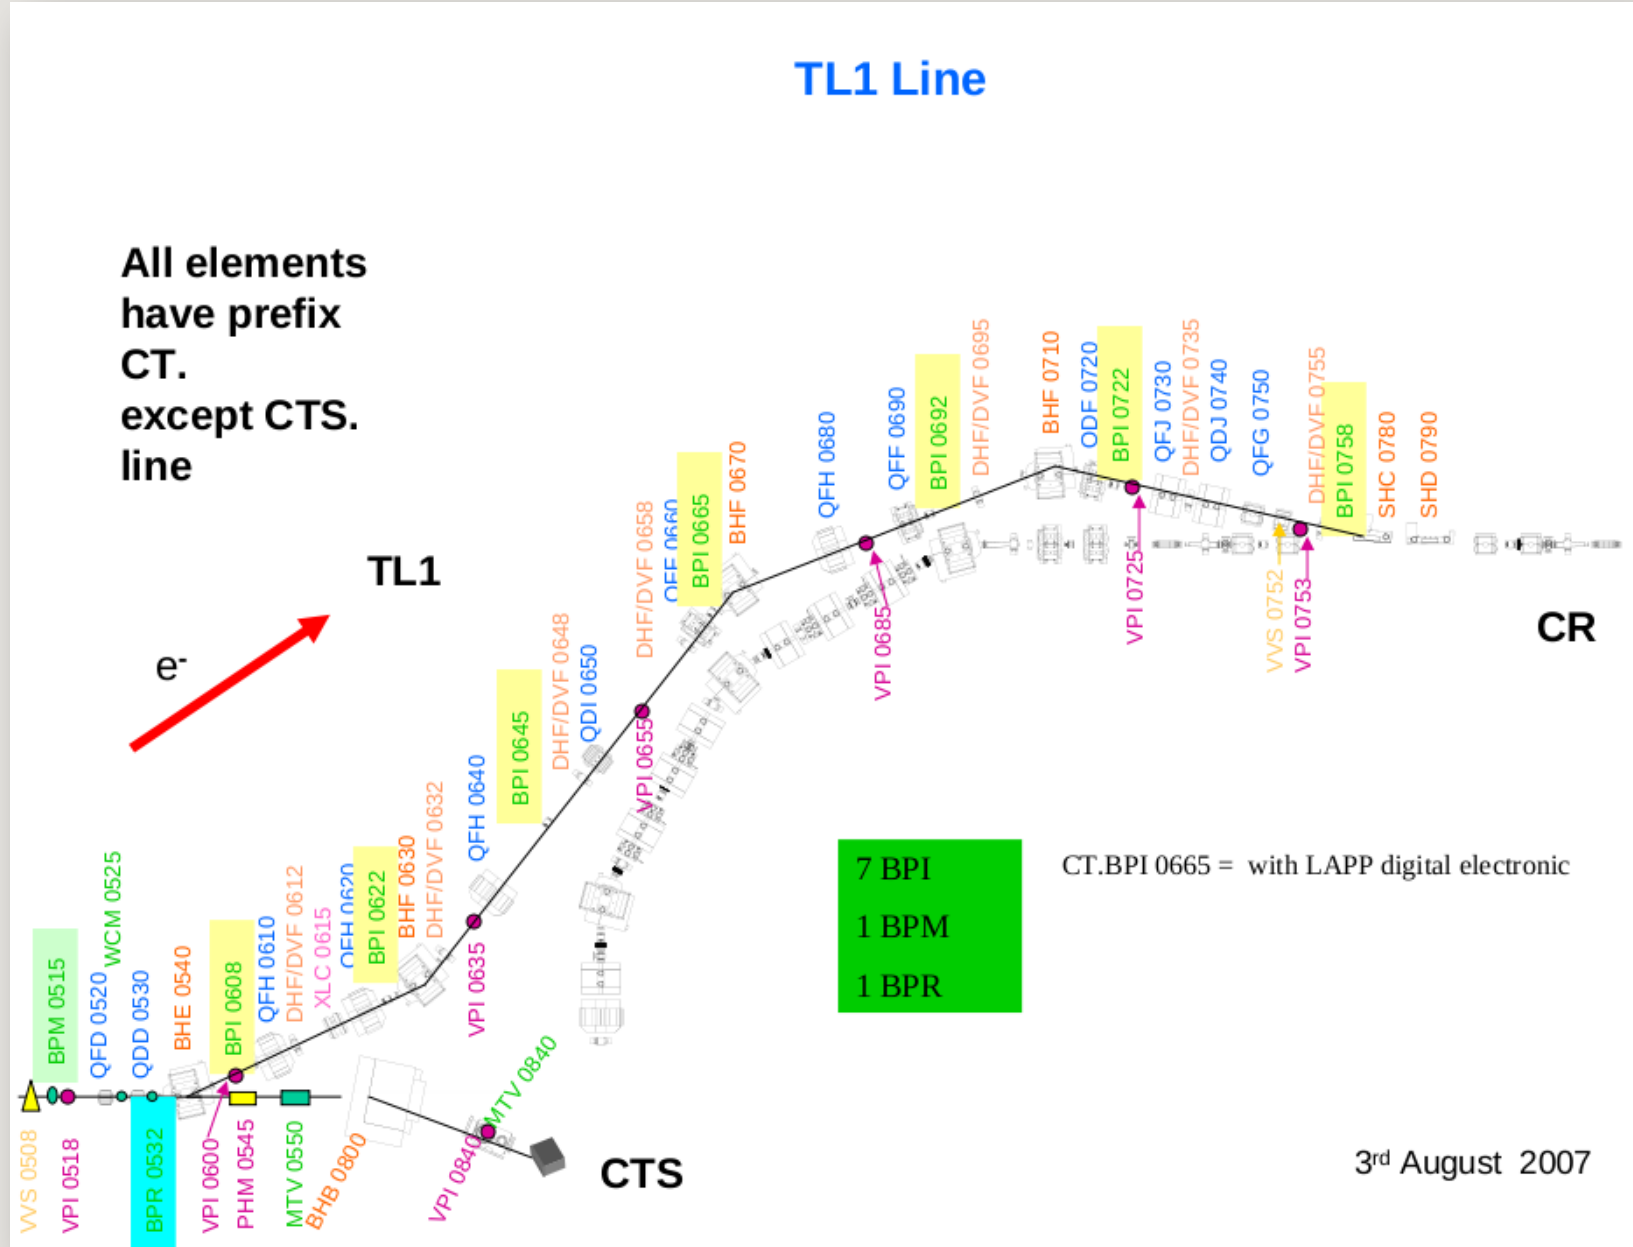 TL1 Line
All elements
have prefix
CT.
except CTS.
line
TL1
e-
CR
CTS
7 BPI
1 BPM
1 BPR
CT.BPI 0665 = with LAPP digital electronic
3rd August 2007
VVS 0508
BPM 0515
VPI 0518
QFD 0520
WCM 0525
QDD 0530
BPR 0532
BHE 0540
VPI 0600
BPI 0608
PHM 0545
QFH 0610
MTV 0550
DHF/DVF 0612
XLC 0615
QFH 0620
BPI 0622
BHB 0800
BHF 0630
DHF/DVF 0632
VPI 0840
MTV 0840
VPI 0635
QFH 0640
BPI 0645
DHF/DVF 0648
QDI 0650
VPI 0655
DHF/DVF 0658
QFF 0660
BPI 0665
BHF 0670
QFH 0680
VPI 0685
QFF 0690
BPI 0692
DHF/DVF 0695
BHF 0710
QDF 0720
BPI 0722
VPI 0725
QFJ 0730
DHF/DVF 0735
QDJ 0740
QFG 0750
VVS 0752
VPI 0753
DHF/DVF 0755
BPI 0758
SHC 0780
SHD 0790